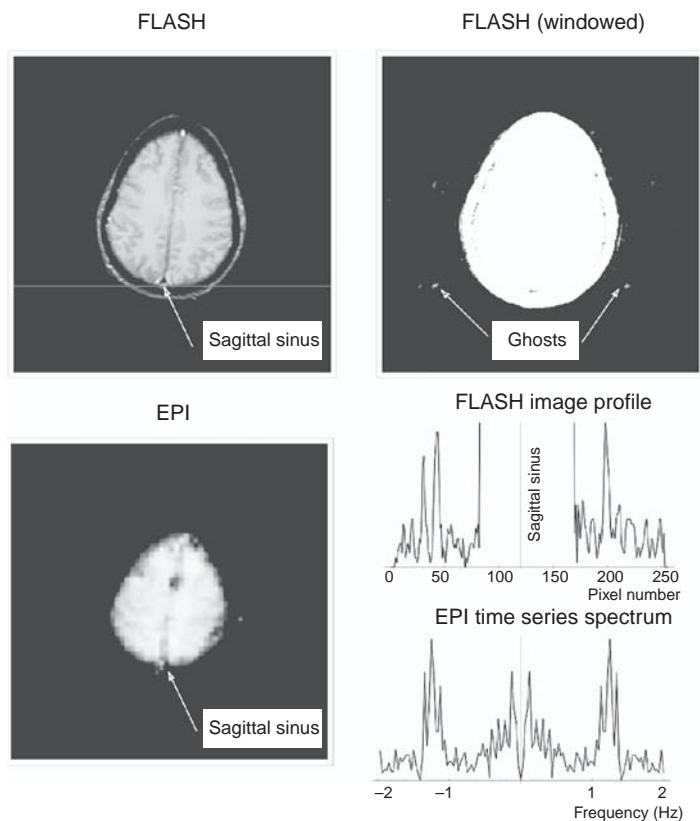 FLASH
FLASH (windowed)
Sagittal sinus
Ghosts
EPI
FLASH image profile
Sagittal sinus
0 50 100 150 200 250
Pixel number
EPI time series spectrum
Sagittal sinus
–2 –1 1 2
Frequency (Hz)